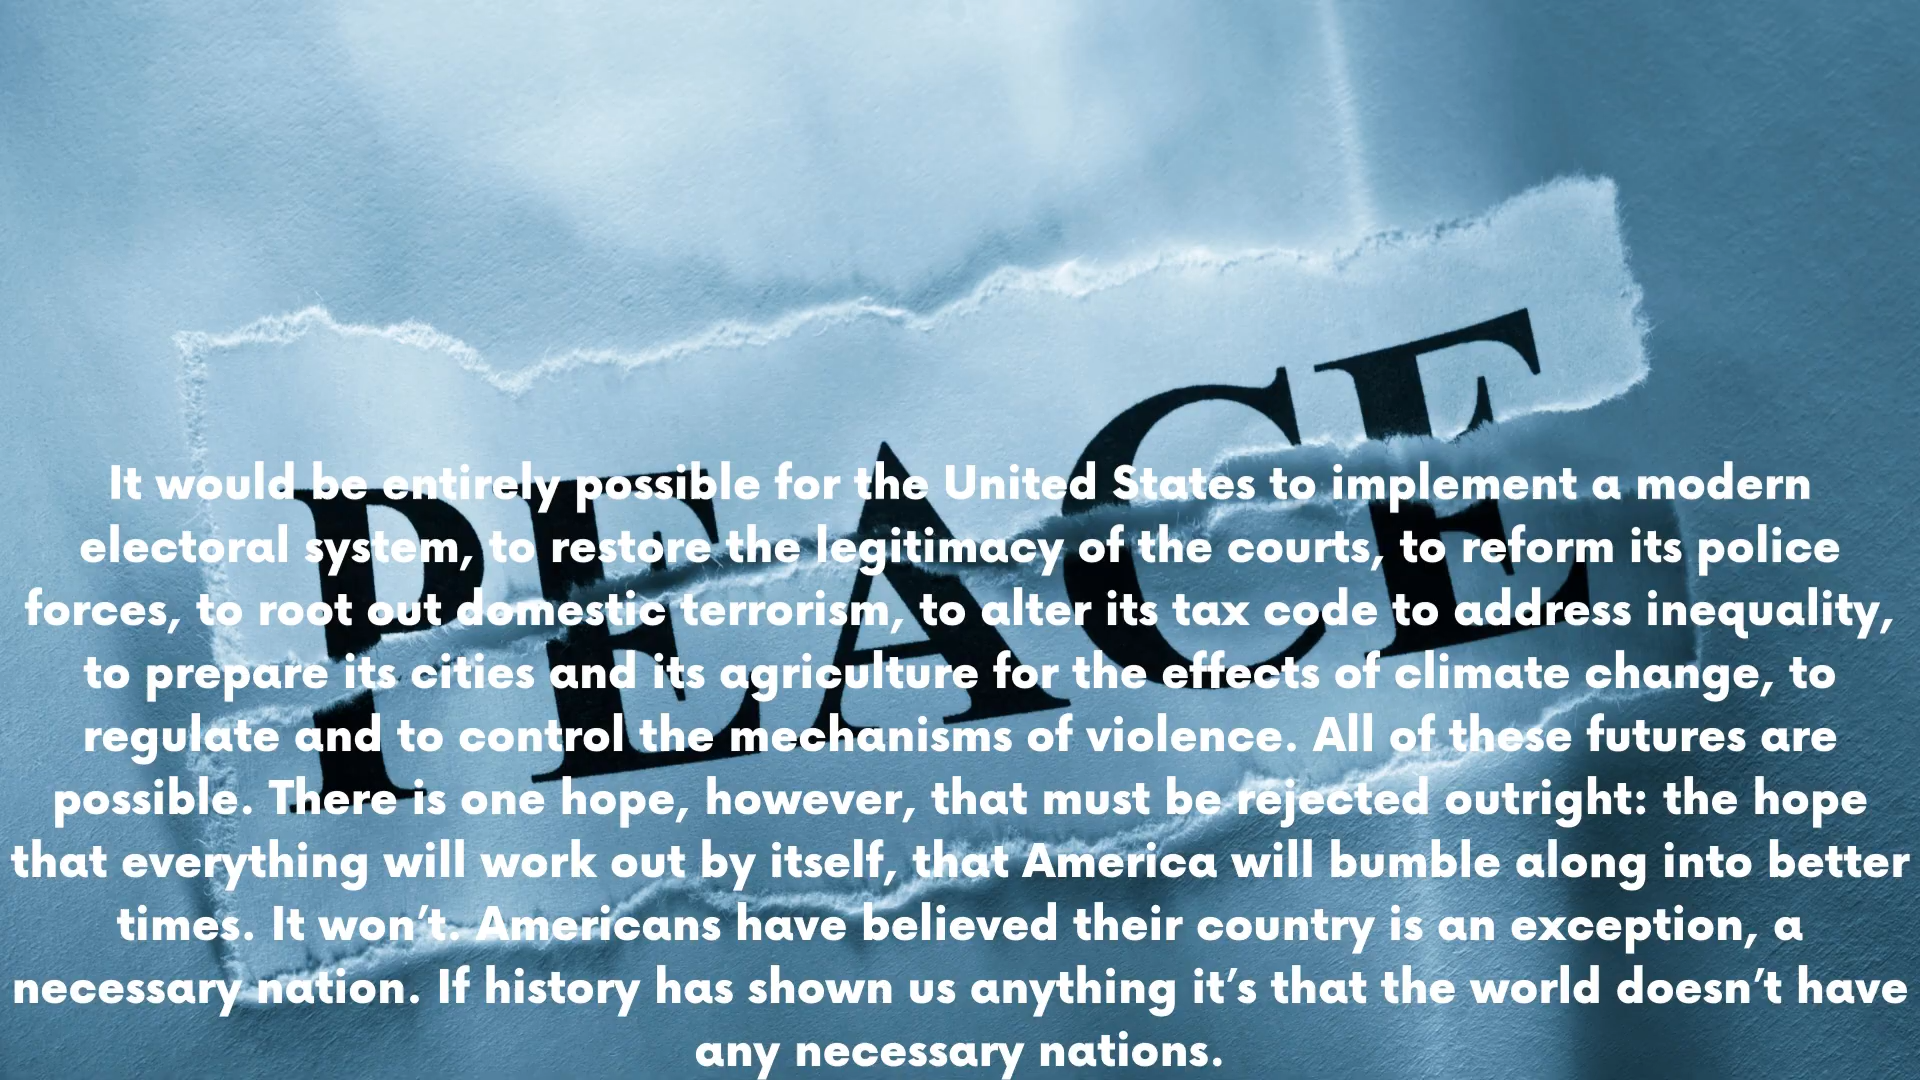 PEACE
It would be entirely possible for the United States to implement a modern
electoral system, to restore the legitimacy of the courts, to reform its police
forces, to root out domestic terrorism, to alter its tax code to address inequality,
to prepare its cities and its agriculture for the effects of climate change, to
regulate and to control the mechanisms of violence. All of these futures are
possible. There is one hope, however, that must be rejected outright: the hope
that everything will work out by itself, that America will bumble along into better
times. It won’t. Americans have believed their country is an exception, a
necessary nation. If history has shown us anything it’s that the world doesn’t have
any necessary nations.